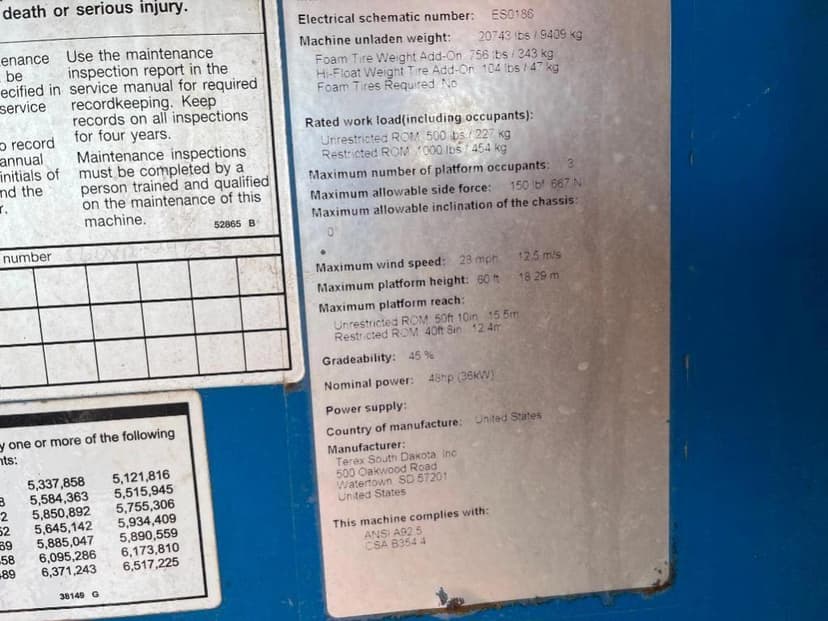 death or serious injury.
enance
be
ecified in
service
Use the maintenance
inspection report in the
service manual for required
recordkeeping. Keep
records on all inspections
for four years.
o record
annual
initials of
nd the
r.
Maintenance inspections
must be completed by a
person trained and qualified
on the maintenance of this
machine.
52865 B
number
y one or more of the following
nts:
5,337,858 5,121,816
8 5,584,363 5,515,945
2 5,850,892 5,755,306
52 5,645,142 5,934,409
69 5,885,047 5,890,559
58 6,095,286 6,173,810
89 6,371,243 6,517,225
38149 G
Electrical schematic number: ES0186
Machine unladen weight: 20743 lbs / 9409 kg
Foam Tire Weight Add-On 756 lbs / 343 kg
Hi-Float Weight Tire Add-On 104 lbs / 47 kg
Foam Tires Required: No
Rated work load(including occupants):
Unrestricted ROM 500 lbs / 227 kg
Restricted ROM 1000 lbs / 454 kg
Maximum number of platform occupants: 3
Maximum allowable side force: 150 lbf 667 N
Maximum allowable inclination of the chassis:
0°
Maximum wind speed: 28 mph 12.5 m/s
Maximum platform height: 60 ft 18.29 m
Maximum platform reach:
Unrestricted ROM 50ft 10in 15.5m
Restricted ROM 40ft 8in 12.4m
Gradeability: 45 %
Nominal power: 48hp (36kW)
Power supply:
Country of manufacture: United States
Manufacturer:
Terex South Dakota, Inc
500 Oakwood Road
Watertown, SD 57201
United States
This machine complies with:
ANSI A92.5
CSA B354.4